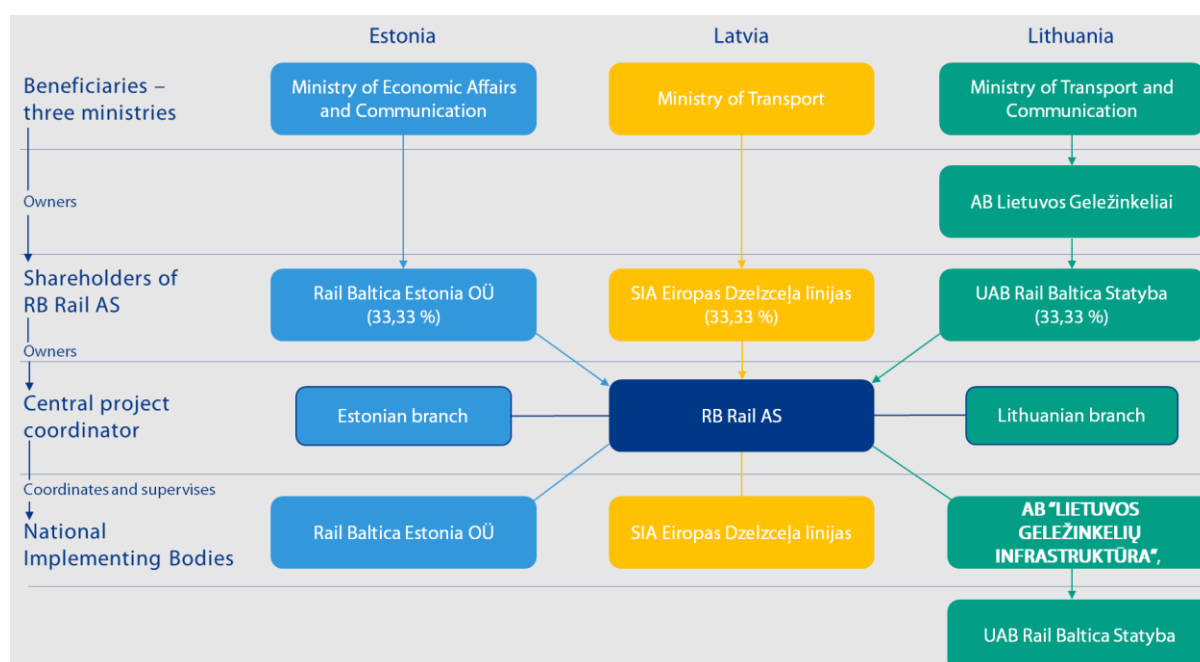 Estonia
Latvia
Lithuania
Beneficiaries –
three ministries
Ministry of Economic Affairs
and Communication
Ministry of Transport
Ministry of Transport and
Communication
Owners
AB Lietuvos Geležinkeliai
Shareholders of
RB Rail AS
Rail Baltica Estonia OÜ
(33,33 %)
SIA Eiropas Dzelzceļa līnijas
(33,33 %)
UAB Rail Baltica Statyba
(33,33 %)
Owners
Central project
coordinator
Estonian branch
RB Rail AS
Lithuanian branch
Coordinates and supervises
National
Implementing Bodies
Rail Baltica Estonia OÜ
SIA Eiropas Dzelzceļa līnijas
AB “LIETUVOS
GELEŽINKELIŲ
INFRASTRUKTŪRA“,
UAB Rail Baltica Statyba